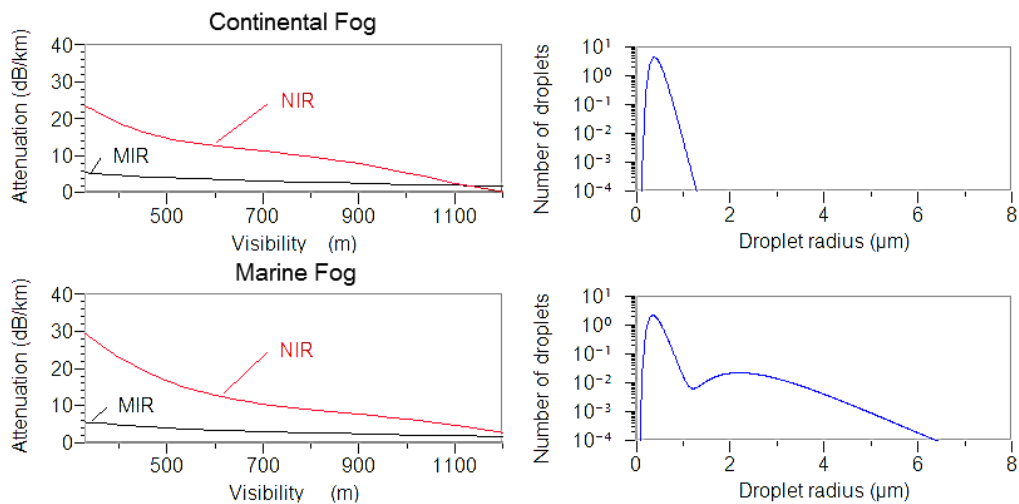 Continental Fog
Attenuation (dB/km)
40
30
20
10
0
NIR
MIR
500 700 900 1100
Visibility (m)
Number of droplets
10¹
10⁰
10⁻¹
10⁻²
10⁻³
10⁻⁴
0 2 4 6 8
Droplet radius (µm)
Marine Fog
Attenuation (dB/km)
40
30
20
10
0
NIR
MIR
500 700 900 1100
Visibility (m)
Number of droplets
10¹
10⁰
10⁻¹
10⁻²
10⁻³
10⁻⁴
0 2 4 6 8
Droplet radius (µm)